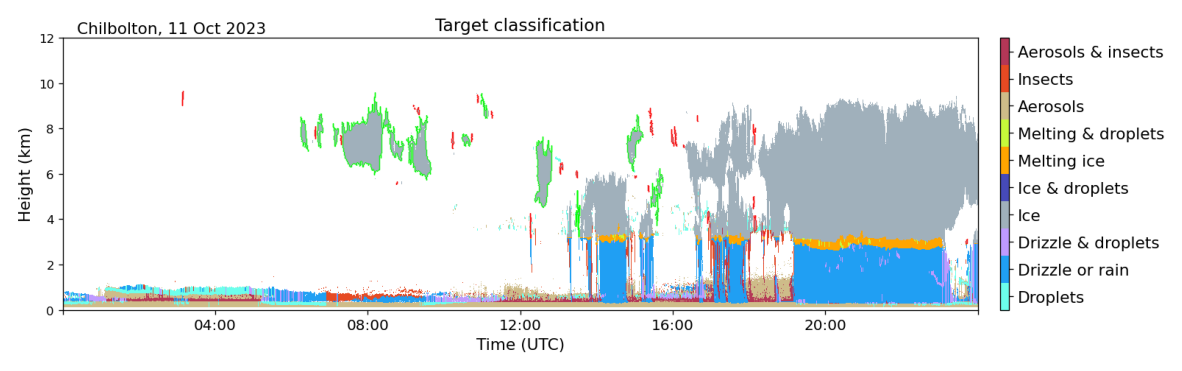 Chilbolton, 11 Oct 2023
Target classification
Height (km)
12
10
8
6
4
2
0
04:00
08:00
12:00
16:00
20:00
Time (UTC)
Aerosols & insects
Insects
Aerosols
Melting & droplets
Melting ice
Ice & droplets
Ice
Drizzle & droplets
Drizzle or rain
Droplets